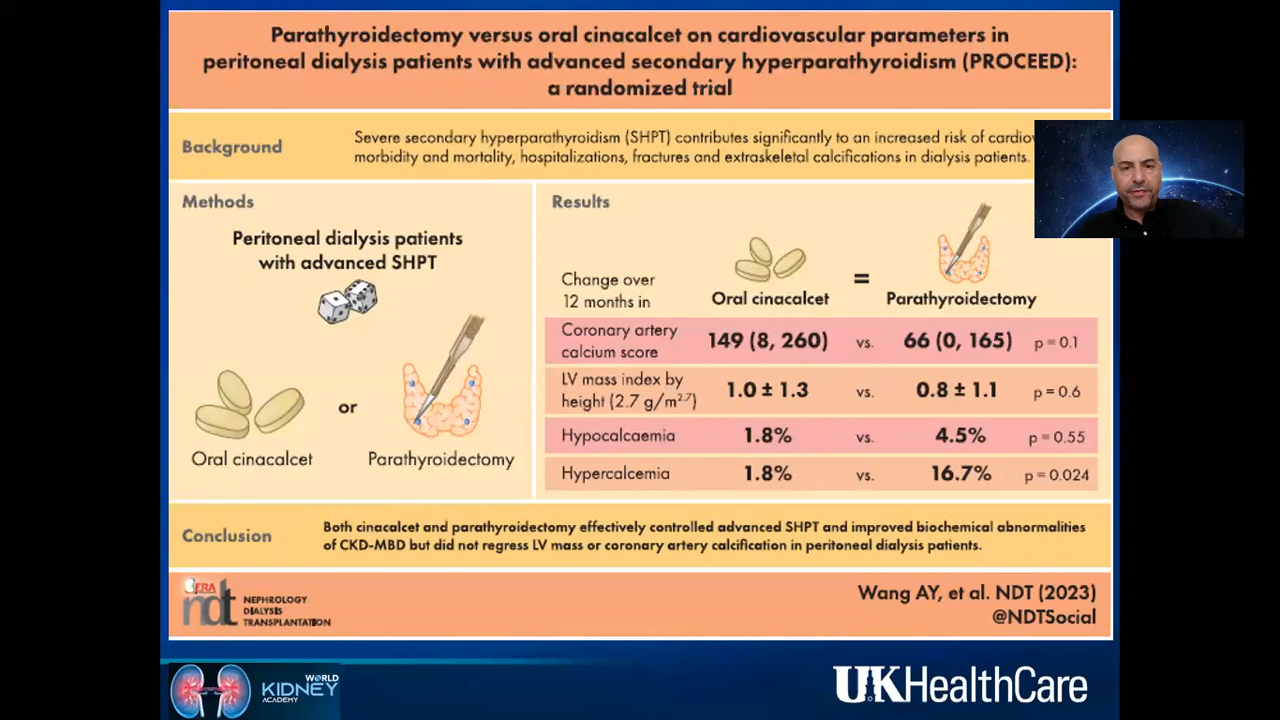 Parathyroidectomy versus oral cinacalcet on cardiovascular parameters in
peritoneal dialysis patients with advanced secondary hyperparathyroidism (PROCEED):
a randomized trial
Background
Severe secondary hyperparathyroidism (SHPT) contributes significantly to an increased risk of
morbidity and mortality, hospitalizations, fractures and extraskeletal calcifications in dialysis patients.
Methods
Peritoneal dialysis patients
with advanced SHPT
Oral cinacalcet
or
Parathyroidectomy
Results
Change over
12 months in
Oral cinacalcet
=
Parathyroidectomy
Coronary artery
calcium score
149 (8, 260) vs. 66 (0, 165) p = 0.1
LV mass index by
height (2.7 g/m2.7)
1.0 ± 1.3 vs. 0.8 ± 1.1 p = 0.6
Hypocalcaemia 1.8% vs. 4.5% p = 0.55
Hypercalcemia 1.8% vs. 16.7% p = 0.024
Conclusion
Both cinacalcet and parathyroidectomy effectively controlled advanced SHPT and improved biochemical abnormalities
of CKD-MBD but did not regress LV mass or coronary artery calcification in peritoneal dialysis patients.
ERA
ndt
NEPHROLOGY
DIALYSIS
TRANSPLANTATION
Wang AY, et al. NDT (2023)
@NDTSocial
WORLD
KIDNEY
ACADEMY
UKHealthCare